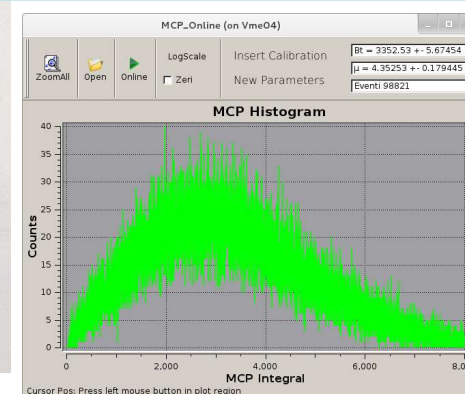 MCP_Online (on Vme04)
ZoomAll
Open
Online
LogScale
Zeri
Insert Calibration
New Parameters
Bt = 3352.53 +- 5.67454
μ = 4.35253 +- 0.179445
Eventi 98821
MCP Histogram
Counts
40
35
30
25
20
15
10
5
0
0
2,000
4,000
6,000
8,0
MCP Integral
Cursor Pos: Press left mouse button in plot region